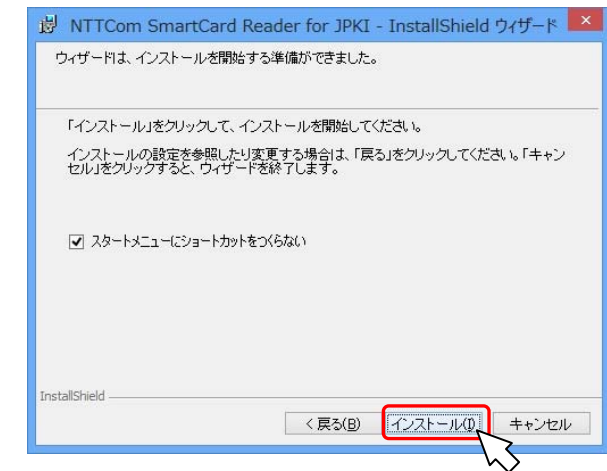 NTTCom SmartCard Reader for JPKI - InstallShield ウィザード
ウィザードは、インストールを開始する準備ができました。
「インストール」をクリックして、インストールを開始してください。
インストールの設定を参照したり変更する場合は、「戻る」をクリックしてください。「キャン
セル」をクリックすると、ウィザードを終了します。
スタートメニューにショートカットをつくらない
InstallShield
< 戻る(B) インストール(I) キャンセル